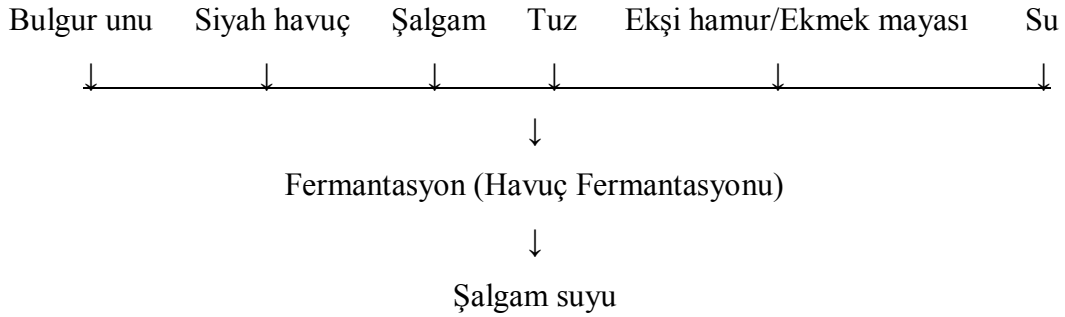 Bulgur unu Siyah havuç Şalgam Tuz Ekşi hamur/Ekmek mayası Su
Fermantasyon (Havuç Fermantasyonu)
Şalgam suyu